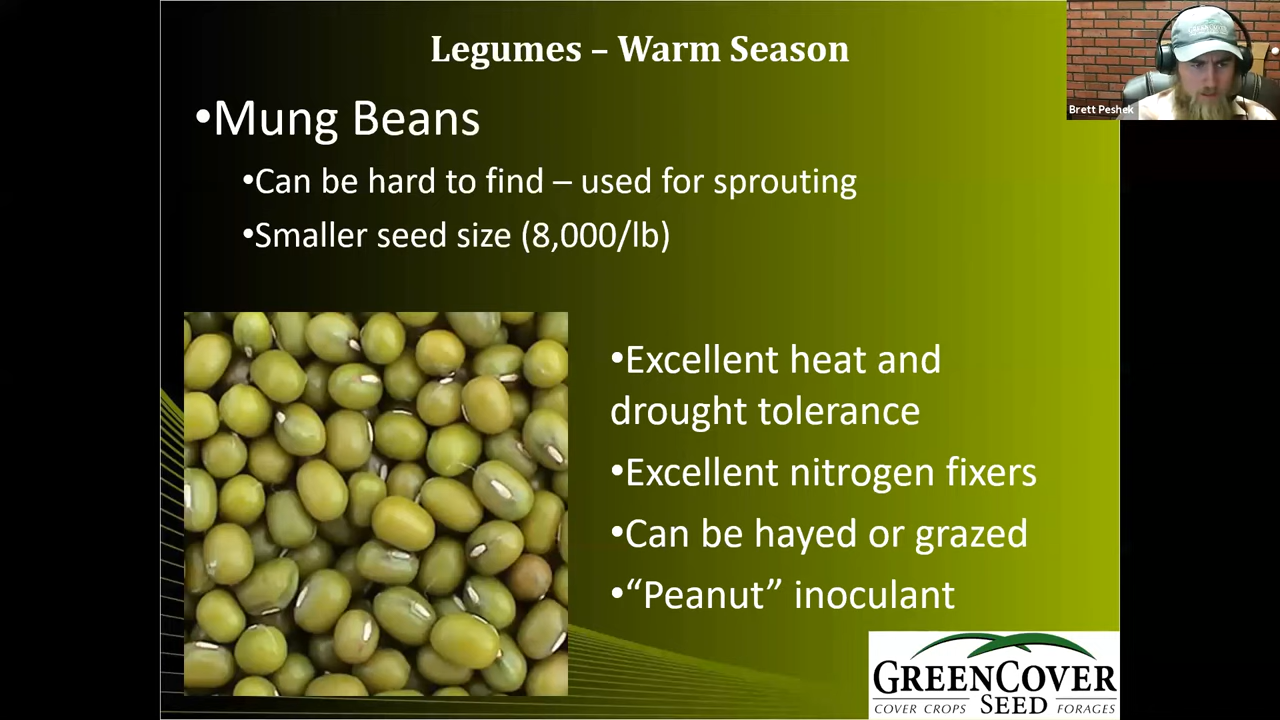 Legumes – Warm Season
•Mung Beans
•Can be hard to find – used for sprouting
•Smaller seed size (8,000/lb)
•Excellent heat and
drought tolerance
•Excellent nitrogen fixers
•Can be hayed or grazed
•“Peanut” inoculant
GREENCOVER
COVER CROPS SEED FORAGES
Brett Peshek